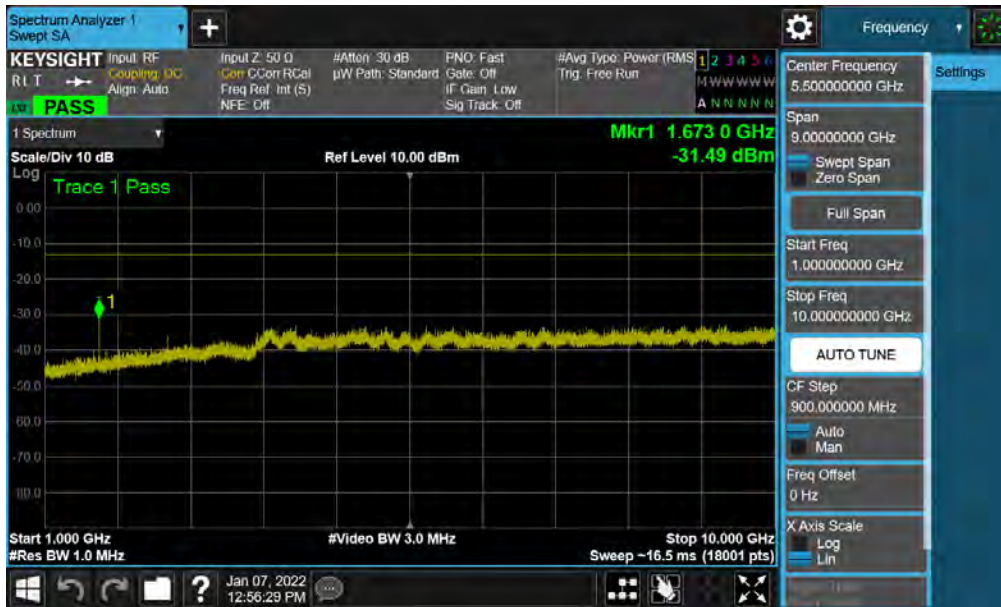 Spectrum Analyzer 1
Swept SA
+
Frequency
KEYSIGHT
RLT
Input: RF
Coupling: DC
Align: Auto
Input Z: 50 Ω
Corr CCorr RCal
Freq Ref: Int (S)
NFE: Off
#Atten: 30 dB
µW Path: Standard
PNO: Fast
Gate: Off
IF Gain: Low
Sig Track: Off
#Avg Type: Power (RMS
Trig: Free Run
1 2 3 4 5 6
M W W W W W
A N N N N N
PASS
1 Spectrum
Scale/Div 10 dB
Ref Level 10.00 dBm
Mkr1 1.673 0 GHz
-31.49 dBm
Log
Trace 1 Pass
0.00
-10.0
-20.0
-30.0
-40.0
-50.0
-60.0
-70.0
-80.0
1
Start 1.000 GHz
#Res BW 1.0 MHz
#Video BW 3.0 MHz
Stop 10.000 GHz
Sweep ~16.5 ms (18001 pts)
Center Frequency
5.500000000 GHz
Settings
Span
9.00000000 GHz
Swept Span
Zero Span
Full Span
Start Freq
1.000000000 GHz
Stop Freq
10.000000000 GHz
AUTO TUNE
CF Step
900.000000 MHz
Auto
Man
Freq Offset
0 Hz
X Axis Scale
Log
Lin
?
Jan 07, 2022
12:56:29 PM